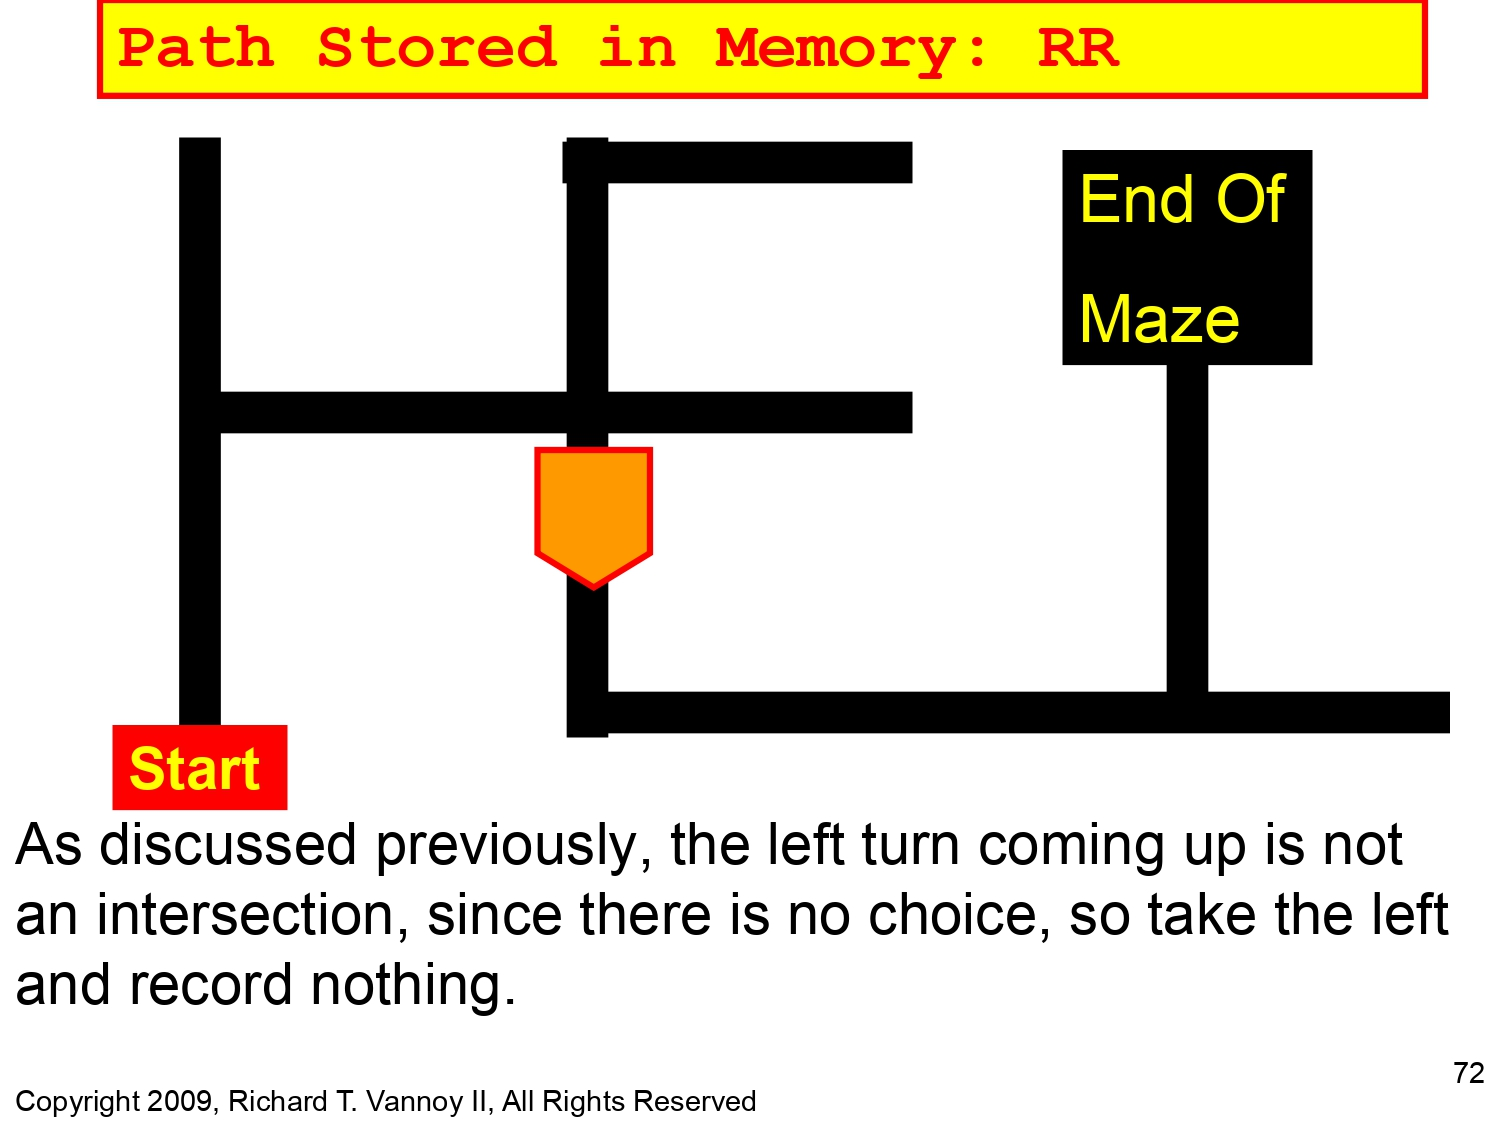 Path Stored in Memory: RR
End Of
Maze
Start
As discussed previously, the left turn coming up is not
an intersection, since there is no choice, so take the left
and record nothing.
72
Copyright 2009, Richard T. Vannoy II, All Rights Reserved